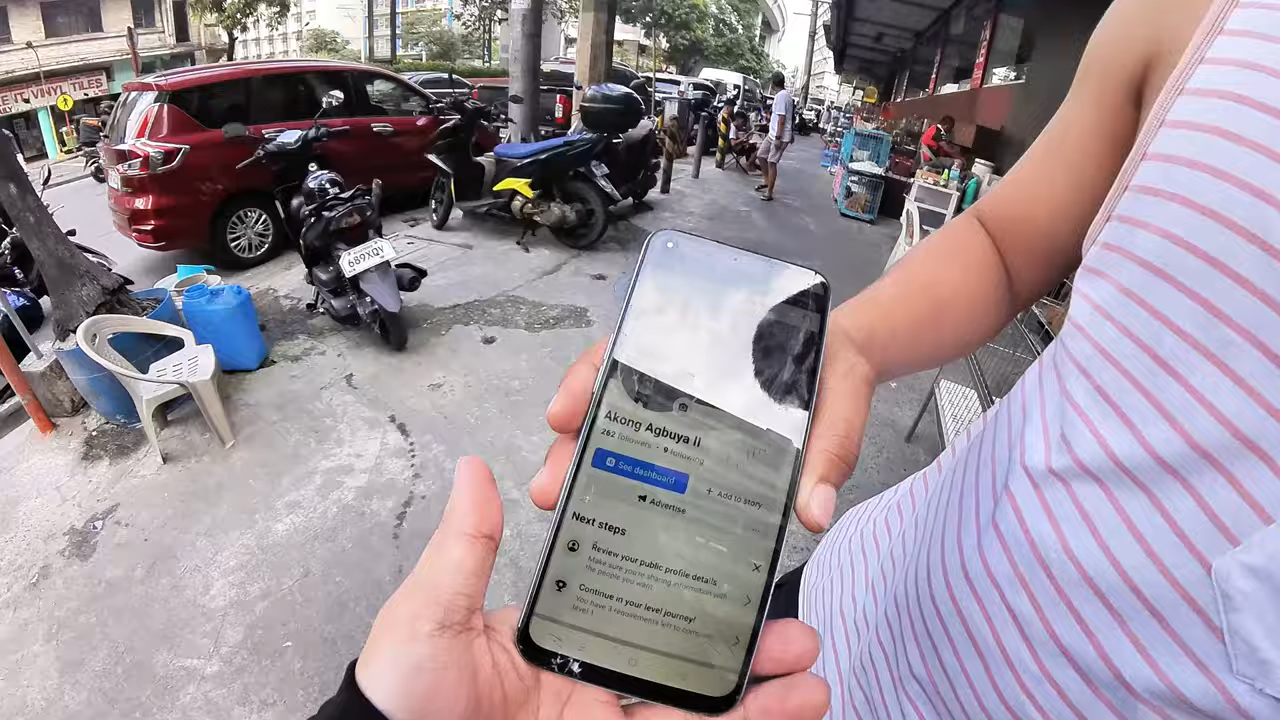 E IT VINYL TILES
689XQY
Akong Agbuya II
262 followers • 9 following
See dashboard
+ Add to story
Advertise
Next steps
Review your public profile details
Make sure you're sharing information with
the people you want.
Continue in your level journey!
You have 3 requirements left to
level 1